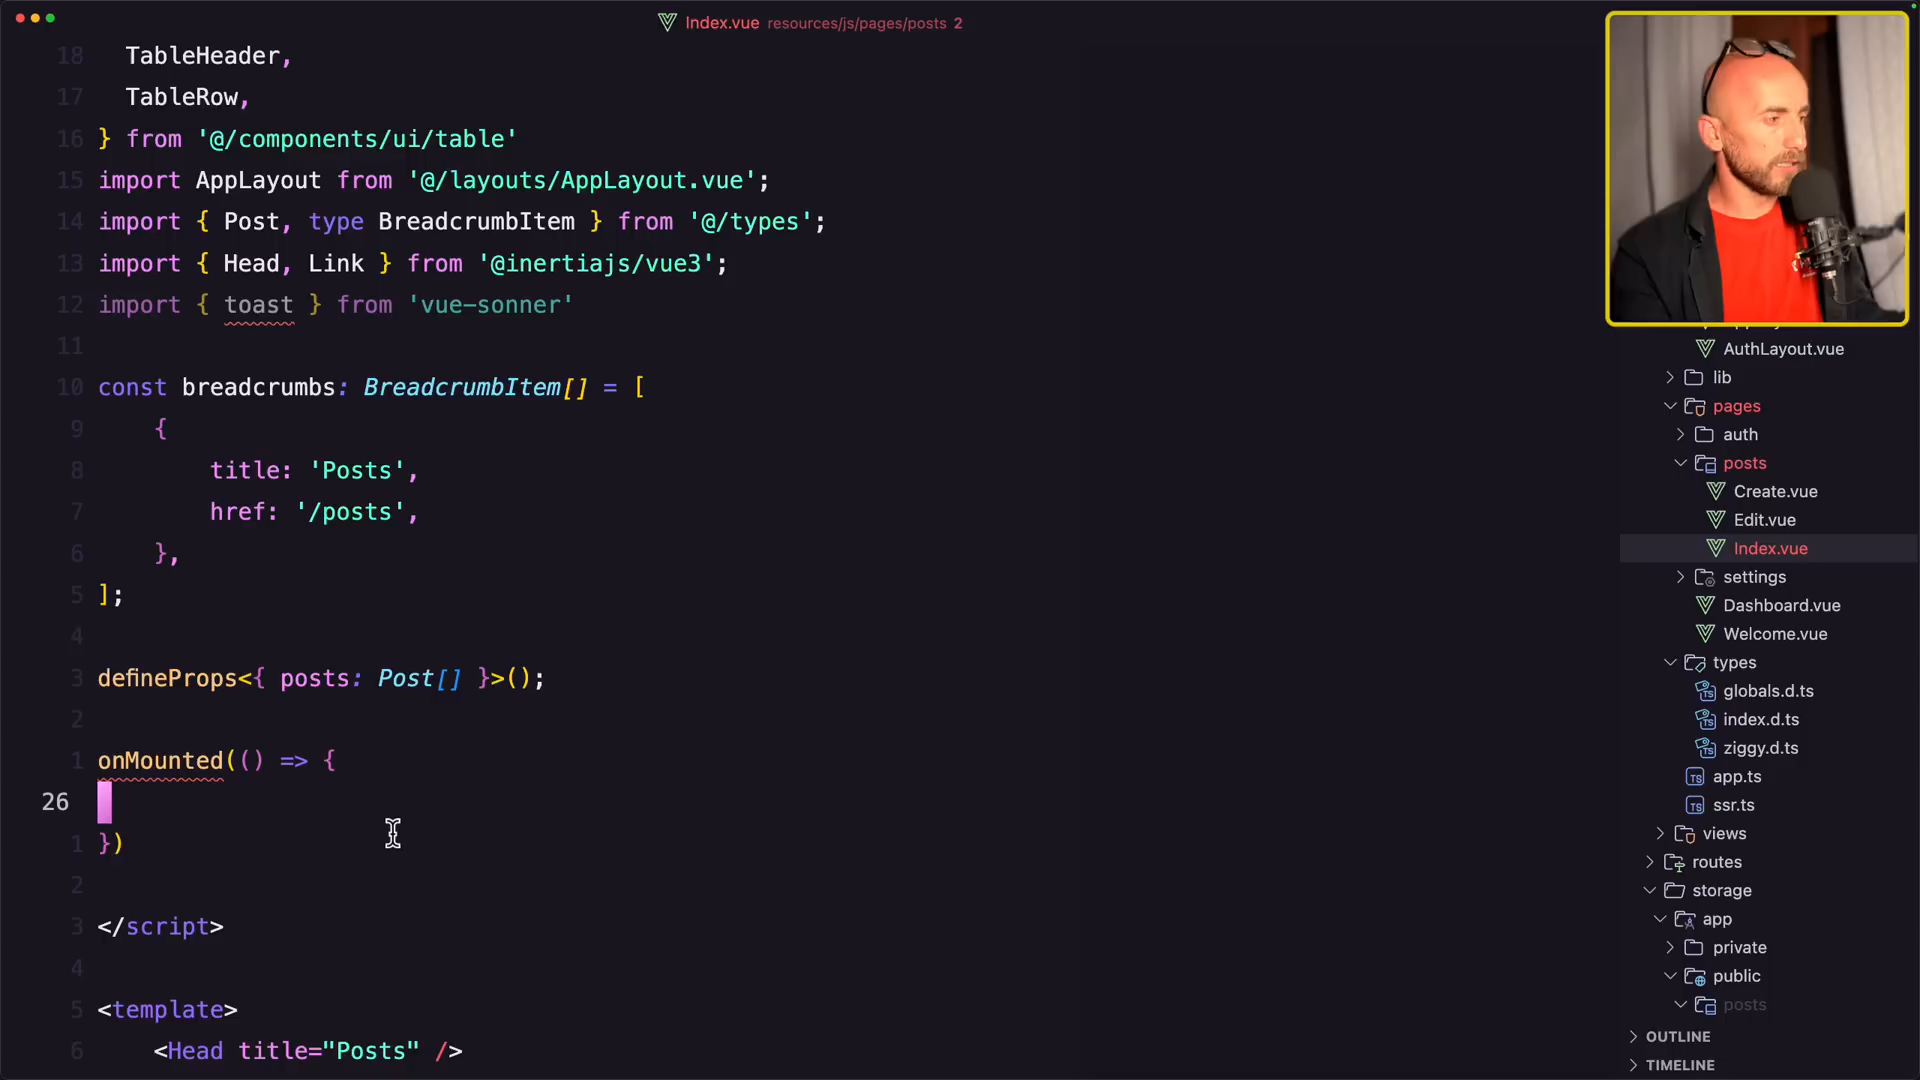 Index.vue resources/js/pages/posts 2
18 TableHeader,
17 TableRow,
16 } from '@/components/ui/table'
15 import AppLayout from '@/layouts/AppLayout.vue';
14 import { Post, type BreadcrumbItem } from '@/types';
13 import { Head, Link } from '@inertiajs/vue3';
12 import { toast } from 'vue-sonner'
11
10 const breadcrumbs: BreadcrumbItem[] = [
9 {
8 title: 'Posts',
7 href: '/posts',
6 },
5 ];
4
3 defineProps<{ posts: Post[] }>();
2
1 onMounted(() => {
26
1 })
2
3 </script>
4
5 <template>
6 <Head title="Posts" />
AuthLayout.vue
lib
pages
auth
posts
Create.vue
Edit.vue
Index.vue
settings
Dashboard.vue
Welcome.vue
types
TS globals.d.ts
TS index.d.ts
TS ziggy.d.ts
TS app.ts
TS ssr.ts
views
routes
storage
app
private
public
posts
OUTLINE
TIMELINE